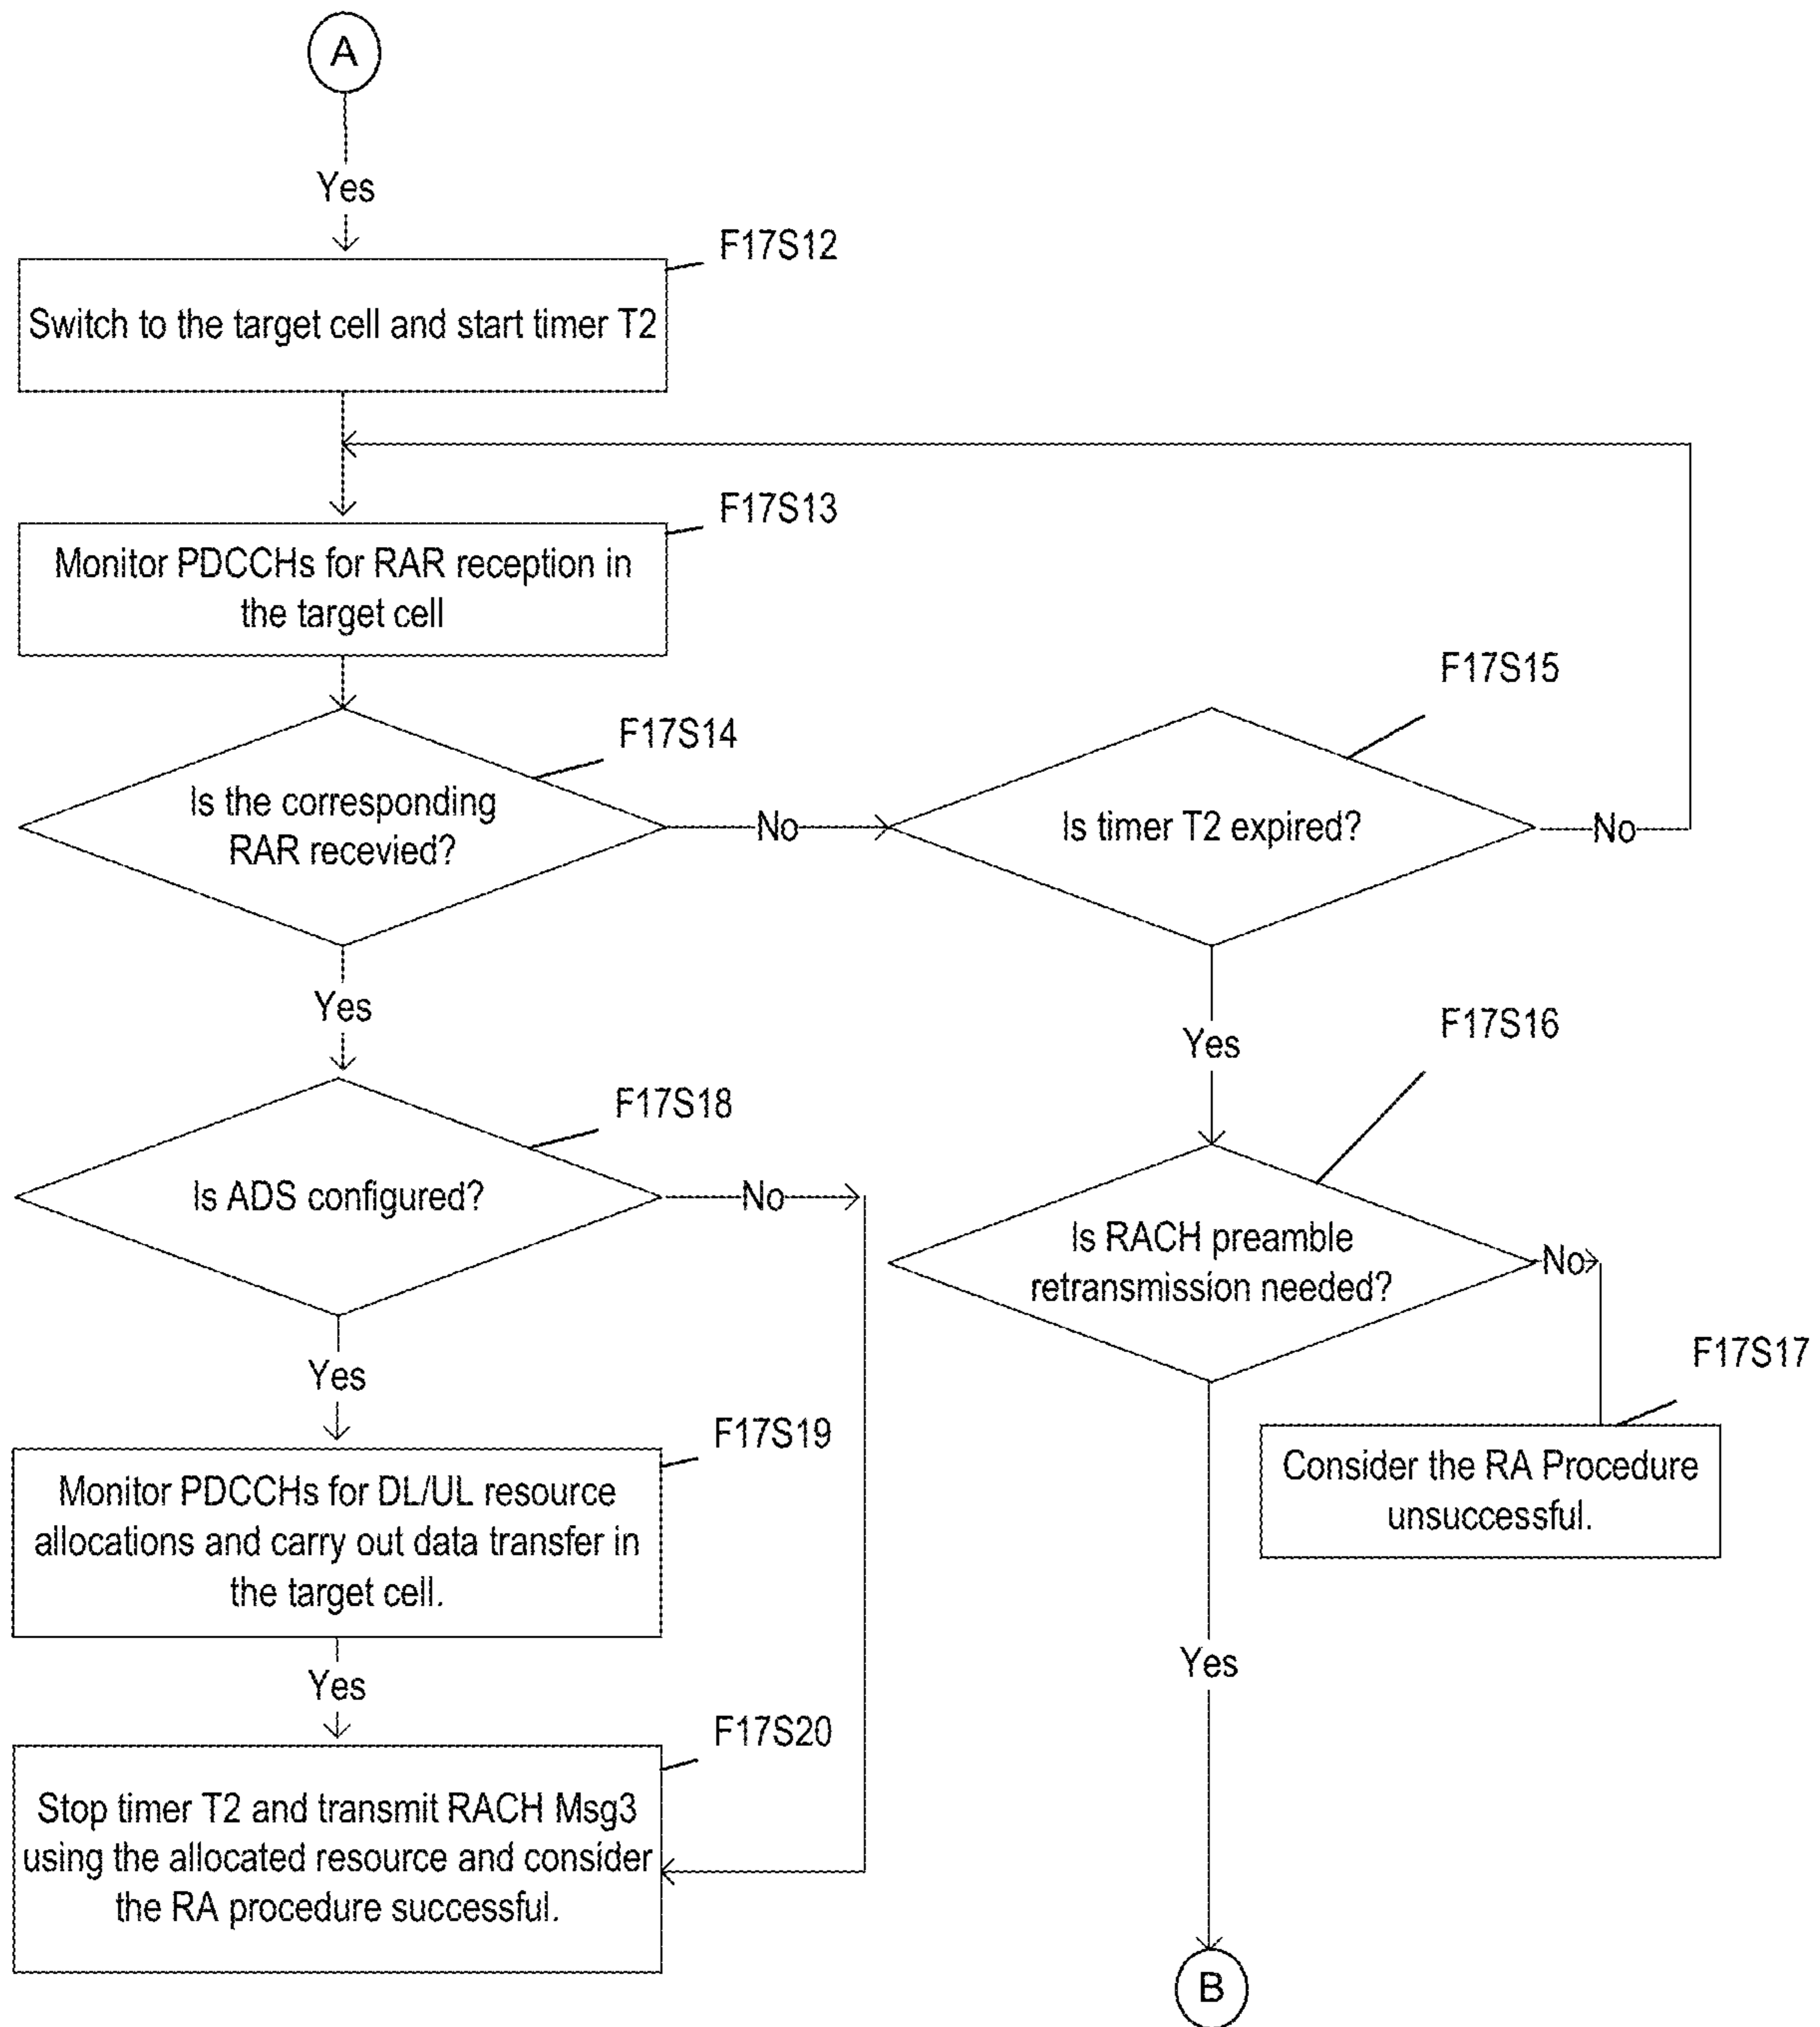 A
Yes
F17S12
Switch to the target cell and start timer T2
F17S13
Monitor PDCCHs for RAR reception in
the target cell
F17S14
Is the corresponding
RAR recevied?
No
F17S15
Is timer T2 expired?
No
Yes
Yes
F17S16
Is RACH preamble
retransmission needed?
No
F17S17
Consider the RA Procedure
unsuccessful.
Yes
B
F17S18
Is ADS configured?
No
Yes
F17S19
Monitor PDCCHs for DL/UL resource
allocations and carry out data transfer in
the target cell.
Yes
F17S20
Stop timer T2 and transmit RACH Msg3
using the allocated resource and consider
the RA procedure successful.